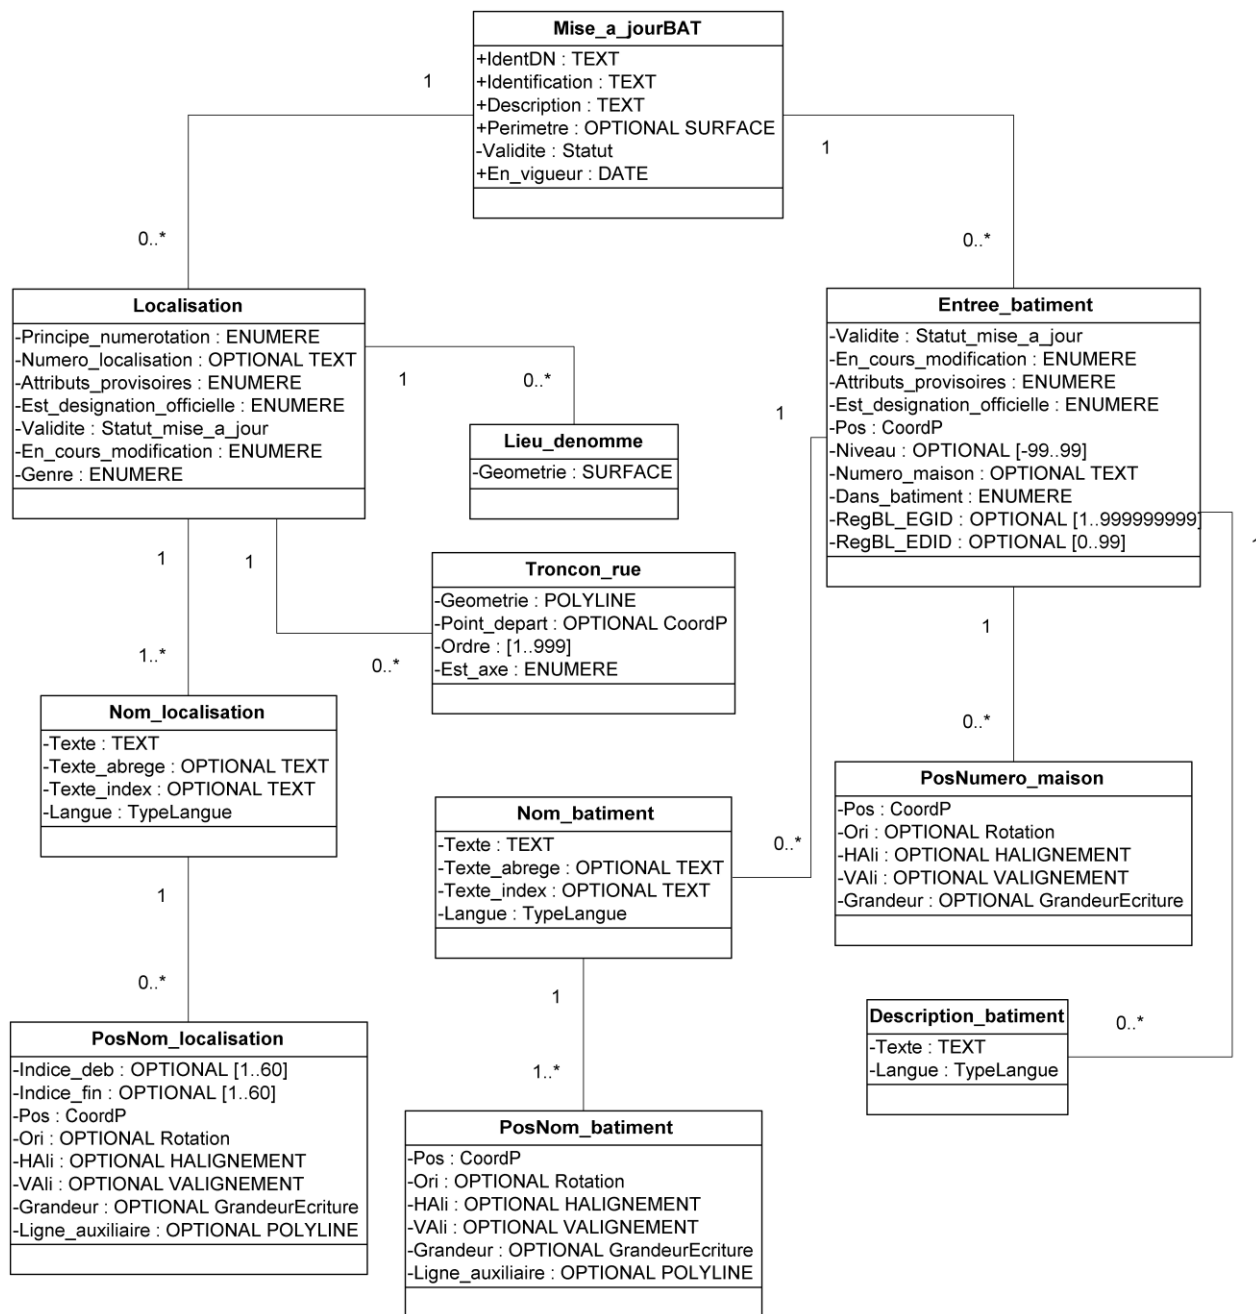 Mise_a_jourBAT
+IdentDN : TEXT
+Identification : TEXT
+Description : TEXT
+Perimetre : OPTIONAL SURFACE
-Validite : Statut
+En_vigueur : DATE
1
1
0..*
0..*
Localisation
-Principe_numerotation : ENUMERE
-Numero_localisation : OPTIONAL TEXT
-Attributs_provisoires : ENUMERE
-Est_designation_officielle : ENUMERE
-Validite : Statut_mise_a_jour
-En_cours_modification : ENUMERE
-Genre : ENUMERE
1
0..*
Lieu_denomme
-Geometrie : SURFACE
Entree_batiment
-Validite : Statut_mise_a_jour
-En_cours_modification : ENUMERE
-Attributs_provisoires : ENUMERE
-Est_designation_officielle : ENUMERE
-Pos : CoordP
-Niveau : OPTIONAL [-99..99]
-Numero_maison : OPTIONAL TEXT
-Dans_batiment : ENUMERE
-RegBL_EGID : OPTIONAL [1..999999999]
-RegBL_EDID : OPTIONAL [0..99]
1
1
1
1
1
Troncon_rue
-Geometrie : POLYLINE
-Point_depart : OPTIONAL CoordP
-Ordre : [1..999]
-Est_axe : ENUMERE
0..*
1..*
0..*
Nom_localisation
-Texte : TEXT
-Texte_abrege : OPTIONAL TEXT
-Texte_index : OPTIONAL TEXT
-Langue : TypeLangue
Nom_batiment
-Texte : TEXT
-Texte_abrege : OPTIONAL TEXT
-Texte_index : OPTIONAL TEXT
-Langue : TypeLangue
0..*
PosNumero_maison
-Pos : CoordP
-Ori : OPTIONAL Rotation
-HAli : OPTIONAL HALIGNEMENT
-VAli : OPTIONAL VALIGNEMENT
-Grandeur : OPTIONAL GrandeurEcriture
1
0..*
1
1..*
Description_batiment
-Texte : TEXT
-Langue : TypeLangue
0..*
PosNom_localisation
-Indice_deb : OPTIONAL [1..60]
-Indice_fin : OPTIONAL [1..60]
-Pos : CoordP
-Ori : OPTIONAL Rotation
-HAli : OPTIONAL HALIGNEMENT
-VAli : OPTIONAL VALIGNEMENT
-Grandeur : OPTIONAL GrandeurEcriture
-Ligne_auxiliaire : OPTIONAL POLYLINE
PosNom_batiment
-Pos : CoordP
-Ori : OPTIONAL Rotation
-HAli : OPTIONAL HALIGNEMENT
-VAli : OPTIONAL VALIGNEMENT
-Grandeur : OPTIONAL GrandeurEcriture
-Ligne_auxiliaire : OPTIONAL POLYLINE